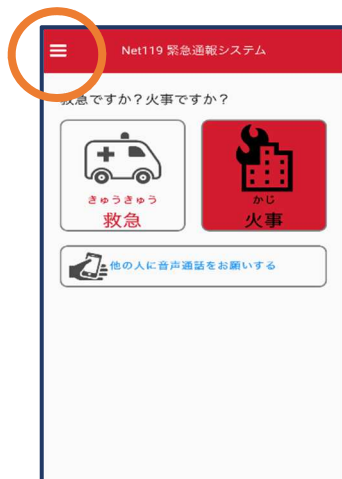 Net119 緊急通報システム
救急ですか？火事ですか？
きゅうきゅう
救急
かじ
火事
他の人に音声通話をお願いする